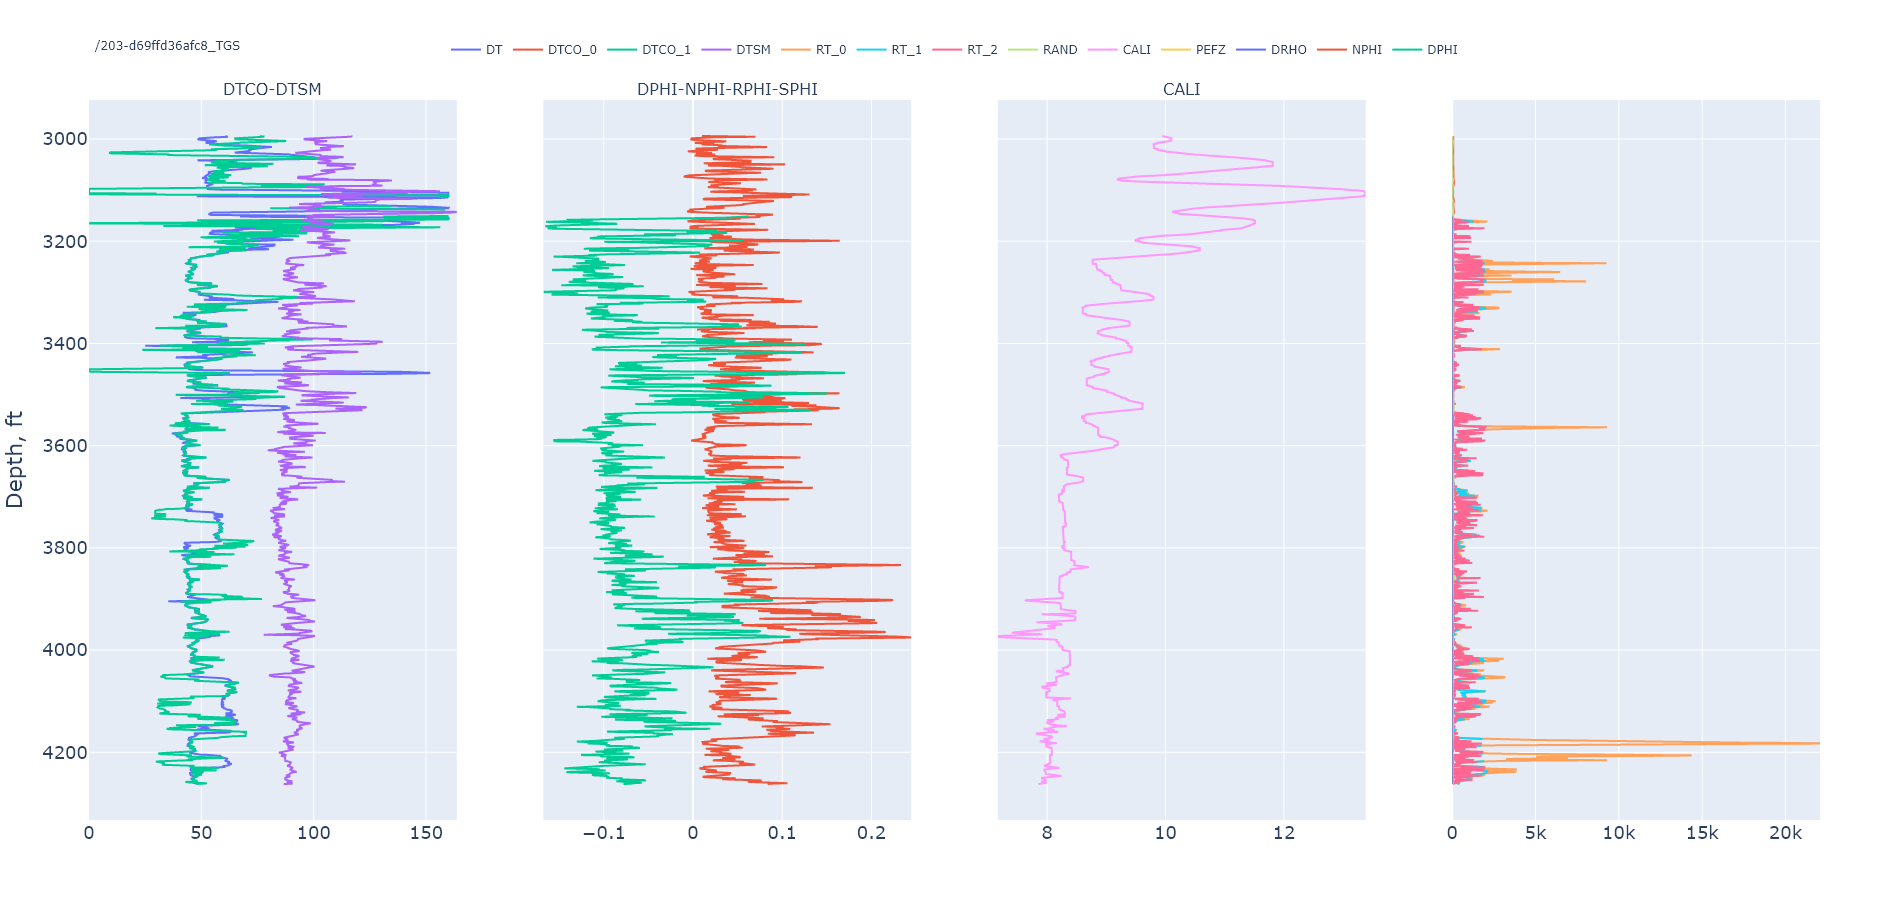 /203-d69ffd36afc8_TGS
DT DTCO_0 DTCO_1 DTSM RT_0 RT_1 RT_2 RAND CALI PEFZ DRHO NPHI DPHI
DTCO-DTSM DPHI-NPHI-RPHI-SPHI CALI
Depth, ft
3000
3200
3400
3600
3800
4000
4200
0 50 100 150 −0.1 0 0.1 0.2 8 10 12 0 5k 10k 15k 20k